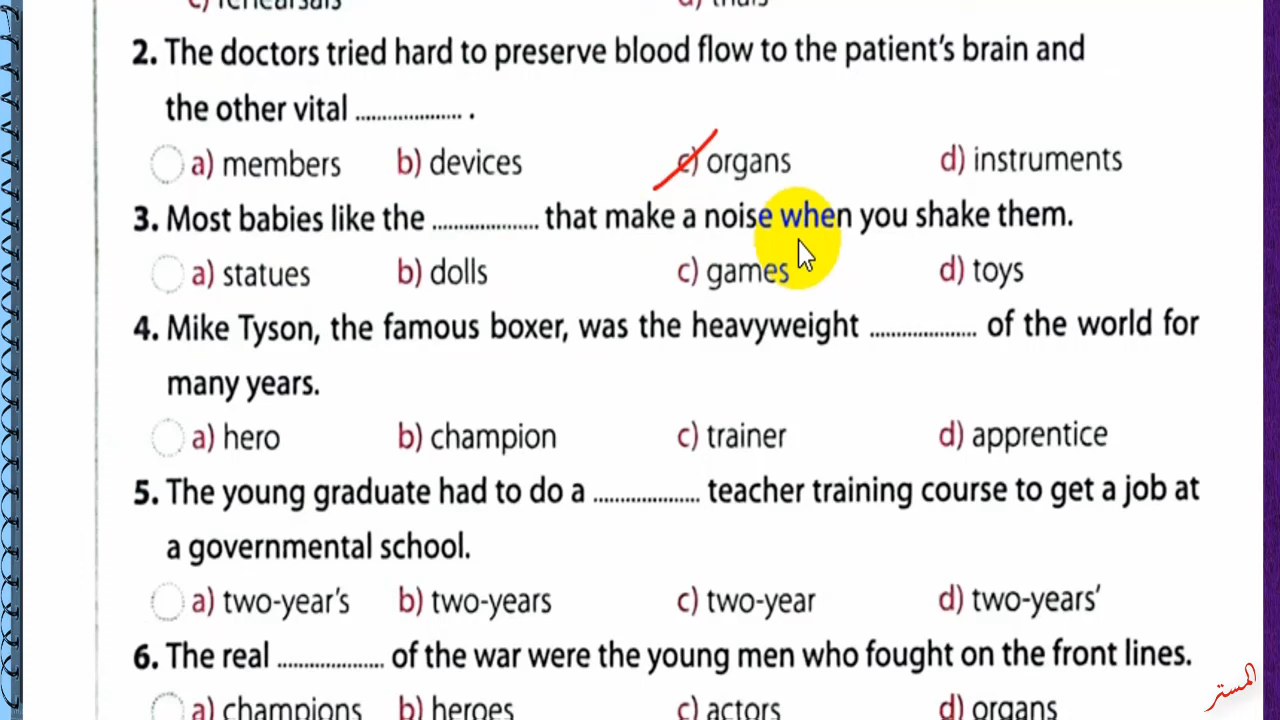 c) rehearsals d) trials
2. The doctors tried hard to preserve blood flow to the patient's brain and
the other vital .................... .
a) members b) devices c) organs d) instruments
3. Most babies like the .................... that make a noise when you shake them.
a) statues b) dolls c) games d) toys
4. Mike Tyson, the famous boxer, was the heavyweight .................... of the world for
many years.
a) hero b) champion c) trainer d) apprentice
5. The young graduate had to do a .................... teacher training course to get a job at
a governmental school.
a) two-year's b) two-years c) two-year d) two-years'
6. The real .................... of the war were the young men who fought on the front lines.
a) champions b) heroes c) actors d) organs
المستر